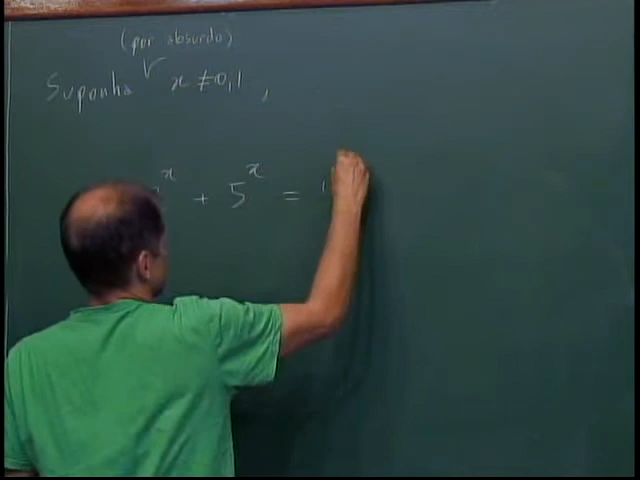 (por absurdo)
Suponha x ≠ 0,1 ,
x + 5^x =